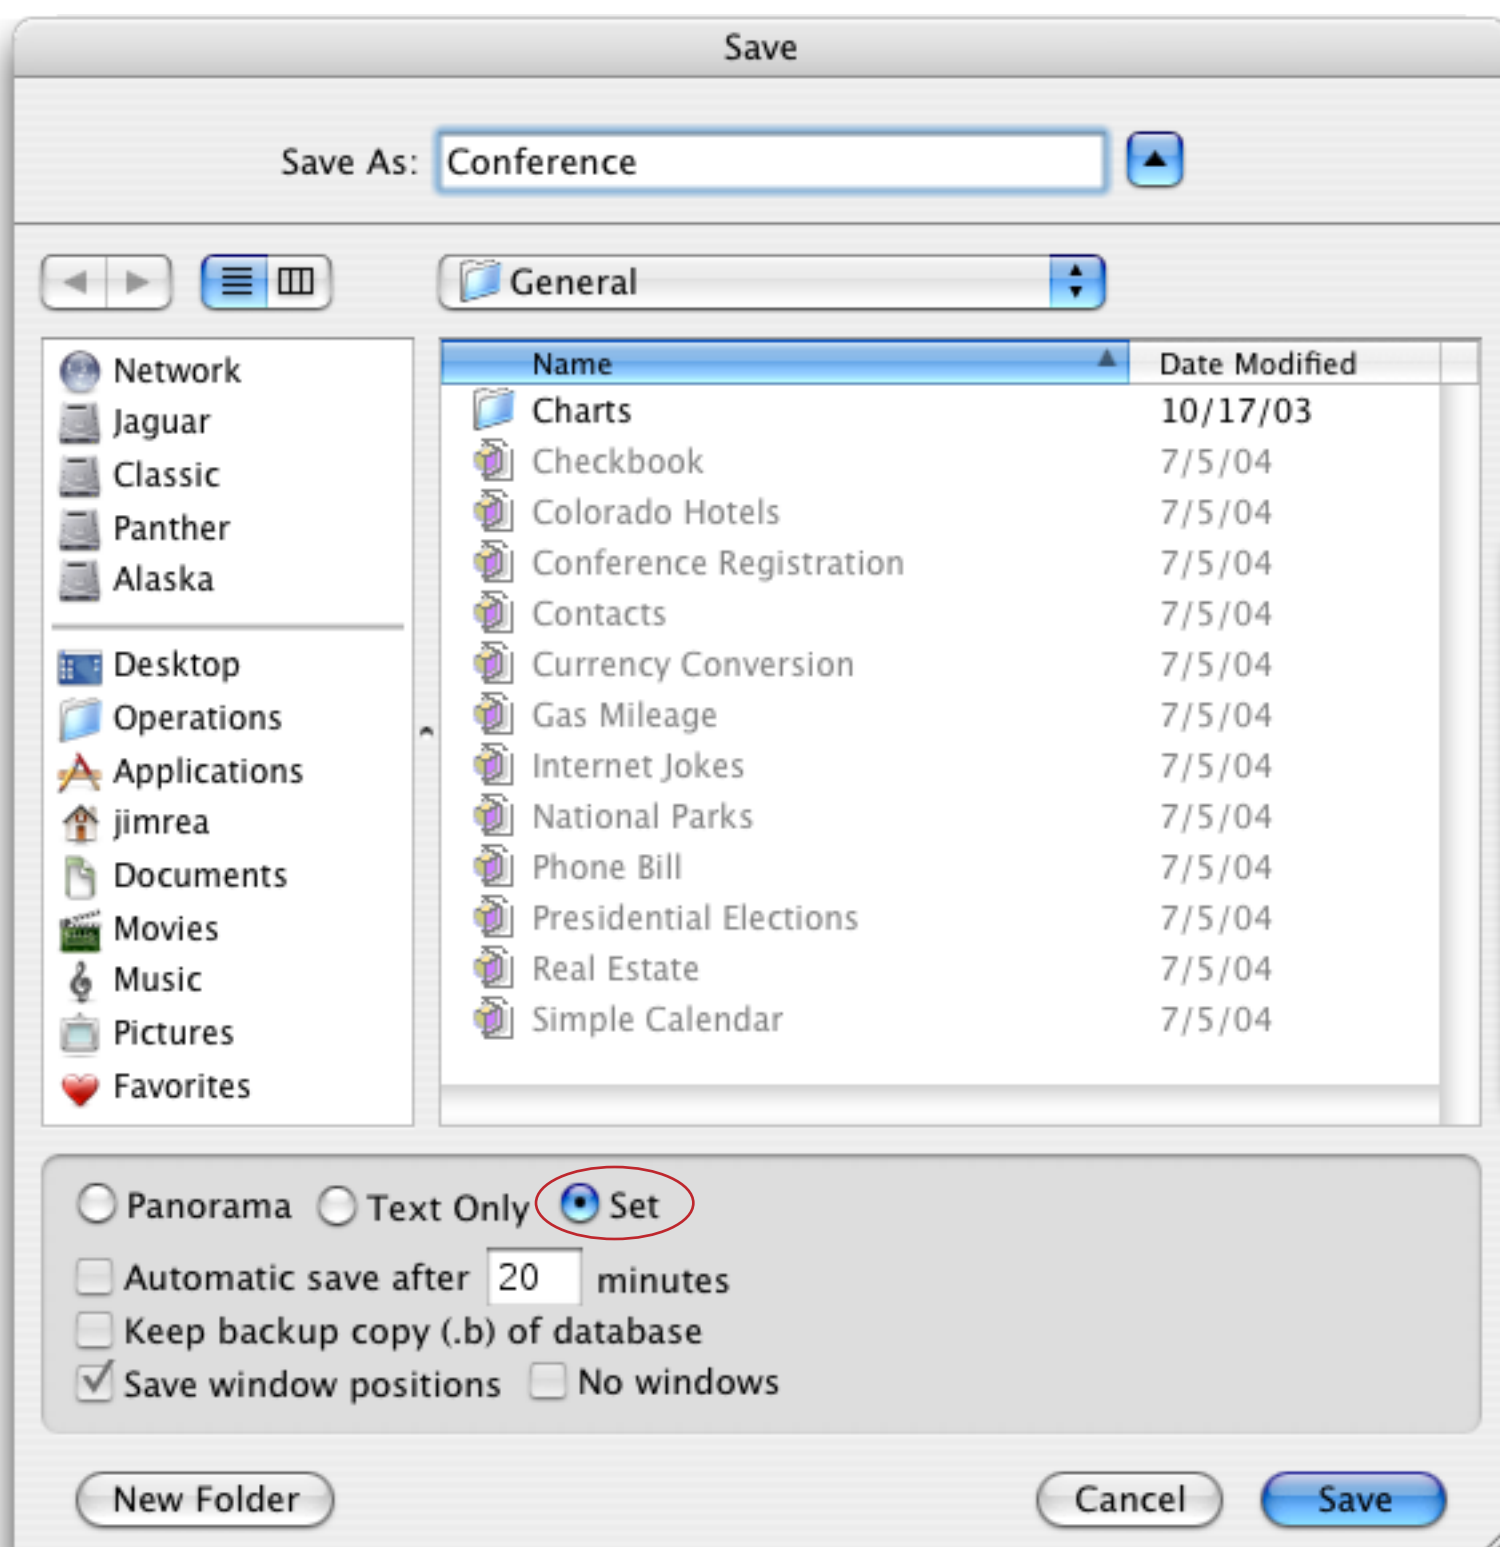 Save
Save As: Conference
General
Network
Jaguar
Classic
Panther
Alaska
Desktop
Operations
Applications
jimrea
Documents
Movies
Music
Pictures
Favorites
Name Date Modified
Charts 10/17/03
Checkbook 7/5/04
Colorado Hotels 7/5/04
Conference Registration 7/5/04
Contacts 7/5/04
Currency Conversion 7/5/04
Gas Mileage 7/5/04
Internet Jokes 7/5/04
National Parks 7/5/04
Phone Bill 7/5/04
Presidential Elections 7/5/04
Real Estate 7/5/04
Simple Calendar 7/5/04
Panorama Text Only Set
Automatic save after 20 minutes
Keep backup copy (.b) of database
Save window positions No windows
New Folder Cancel Save